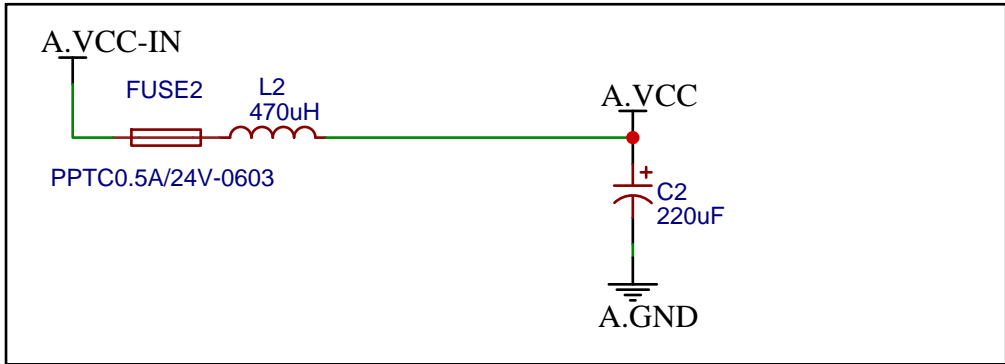 A.VCC-IN
FUSE2
L2
470uH
A.VCC
PPTC0.5A/24V-0603
+
C2
220uF
A.GND